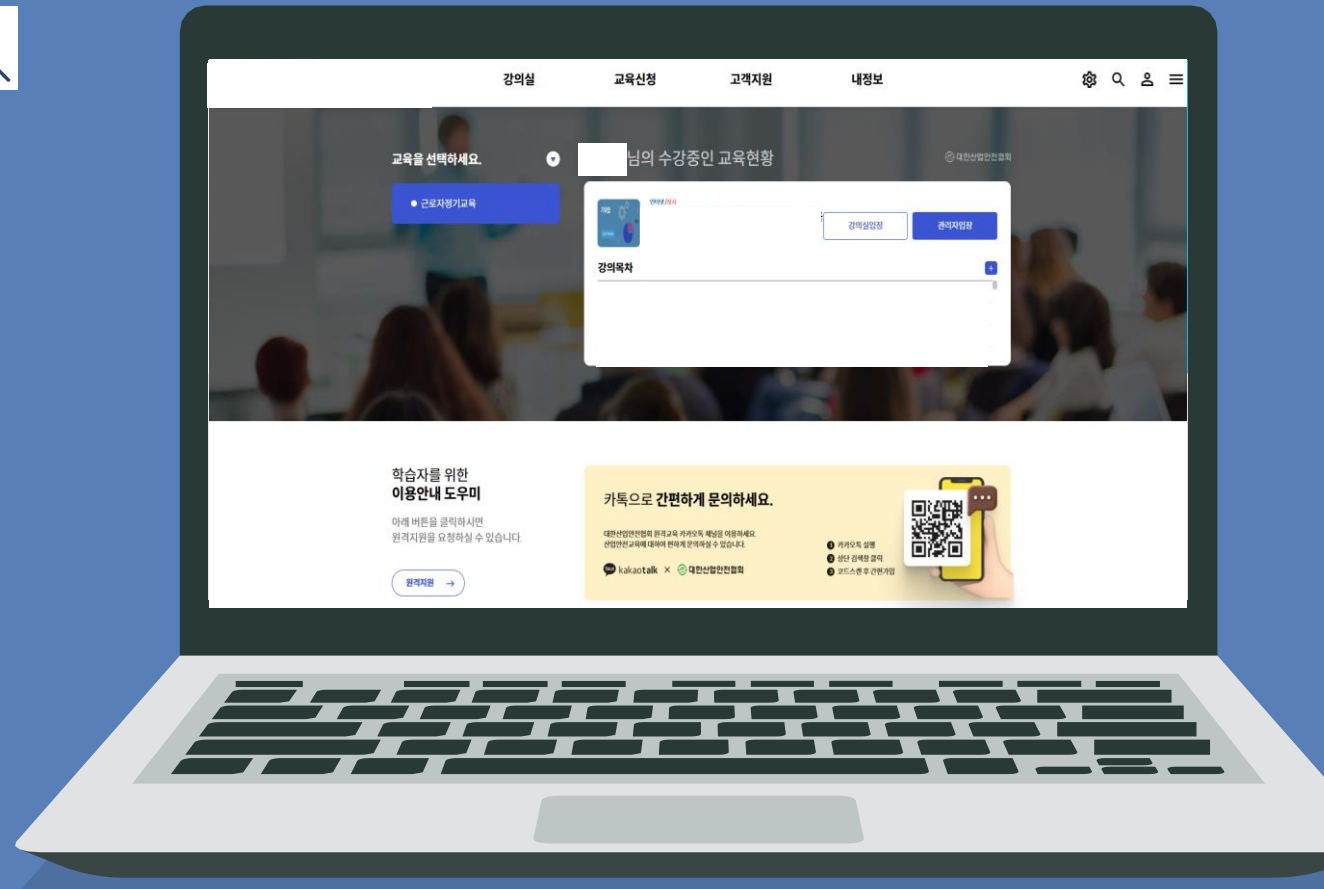 강의실 교육신청 고객지원 내정보
교육을 선택하세요.
근로자정기교육
님의 수강중인 교육현황
대한산업안전협회
강의실입장 관리자입장
강의목차
학습자를 위한
이용안내 도우미
아래 버튼을 클릭하시면
원격지원을 요청하실 수 있습니다.
원격지원 →
카톡으로 간편하게 문의하세요.
대한산업안전협회 원격교육 카카오톡 채널을 이용하세요.
산업안전교육에 대하여 편하게 문의하실 수 있습니다.
kakaotalk × 대한산업안전협회
1 카카오톡 실행
2 상단 검색창 클릭
3 코드스캔 후 간편가입